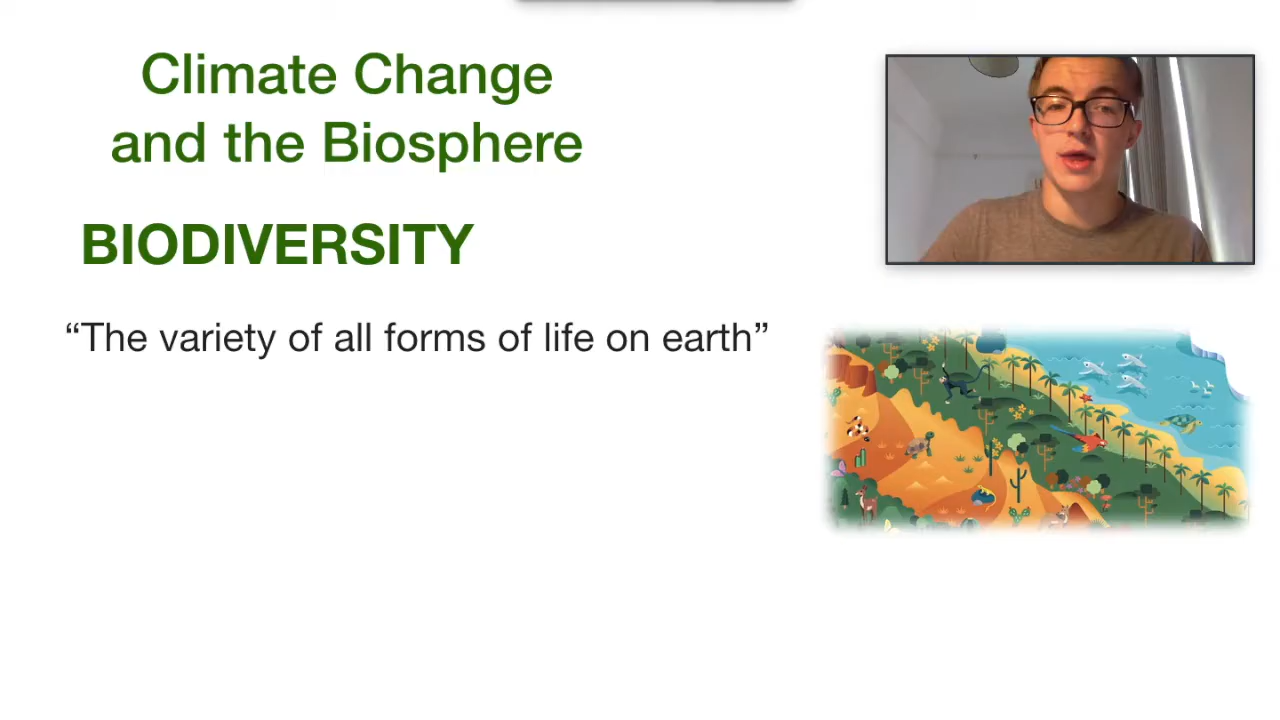 Climate Change
and the Biosphere
BIODIVERSITY
“The variety of all forms of life on earth”